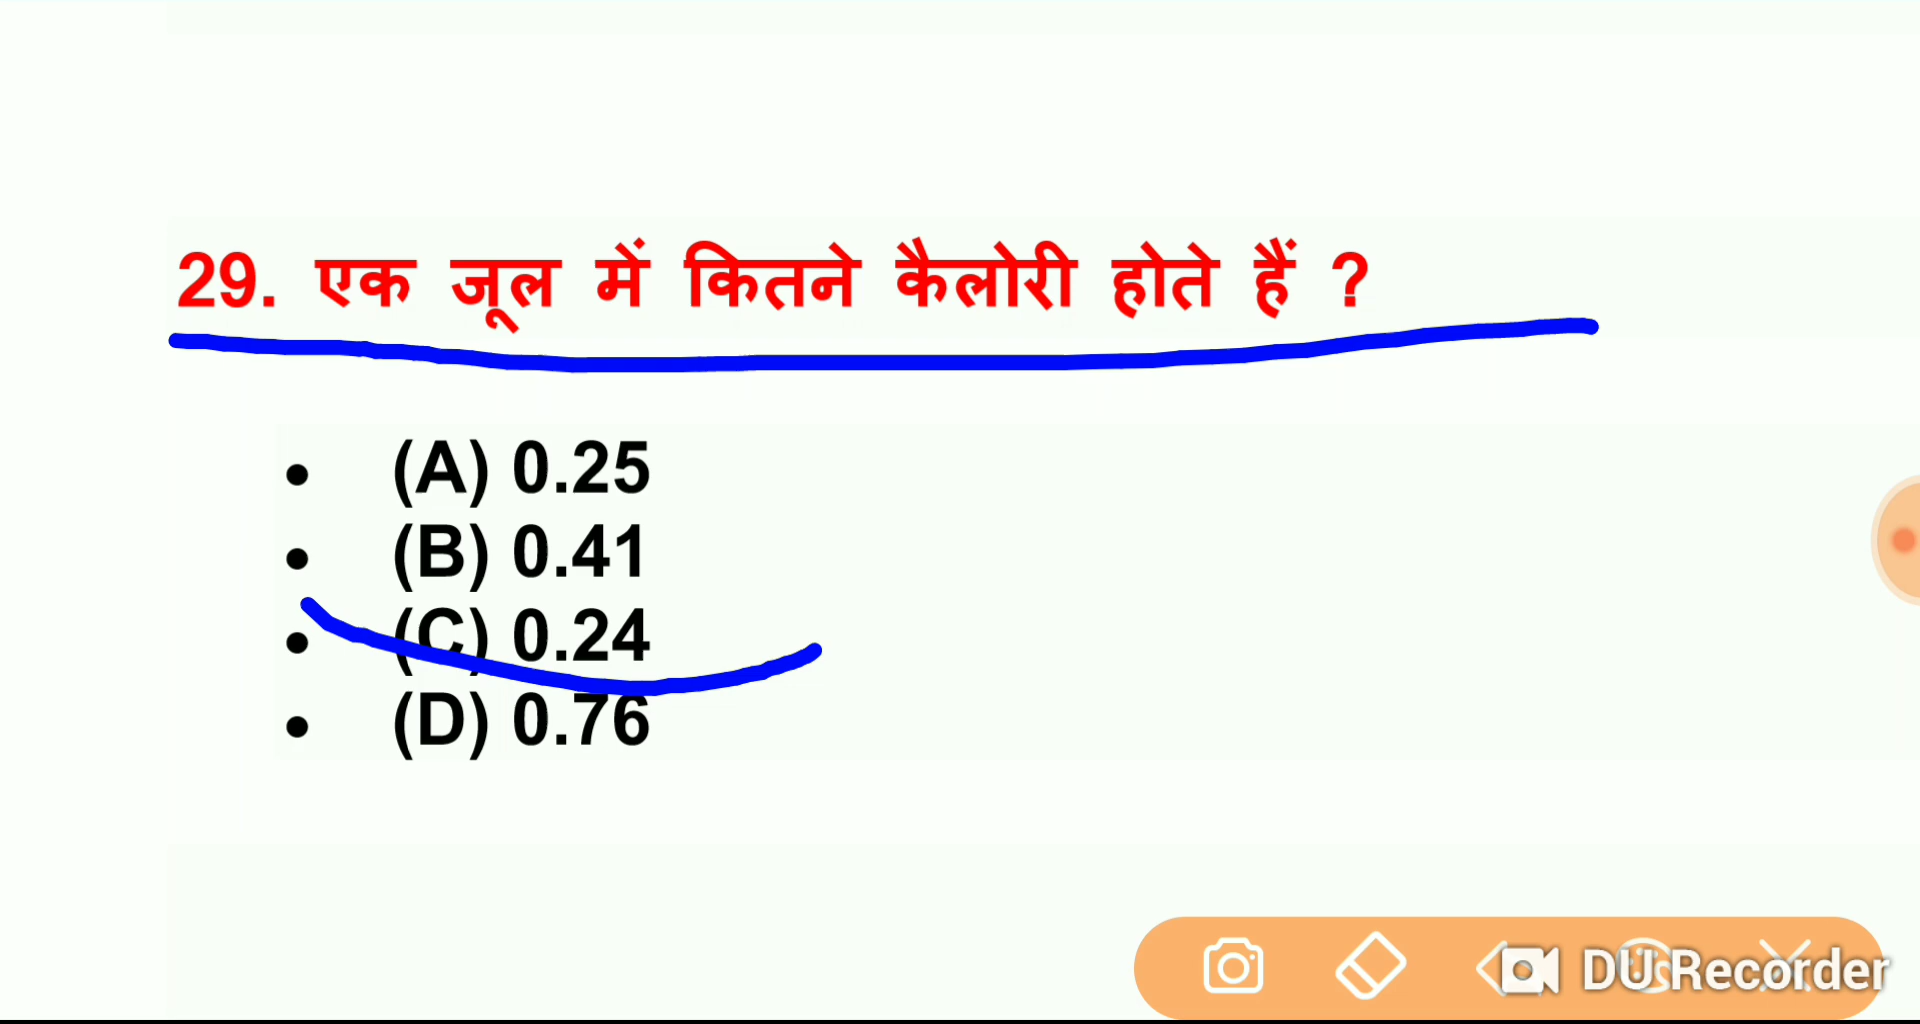 29. एक जूल में कितने कैलोरी होते हैं ?
• (A) 0.25
• (B) 0.41
• (C) 0.24
• (D) 0.76
DU Recorder